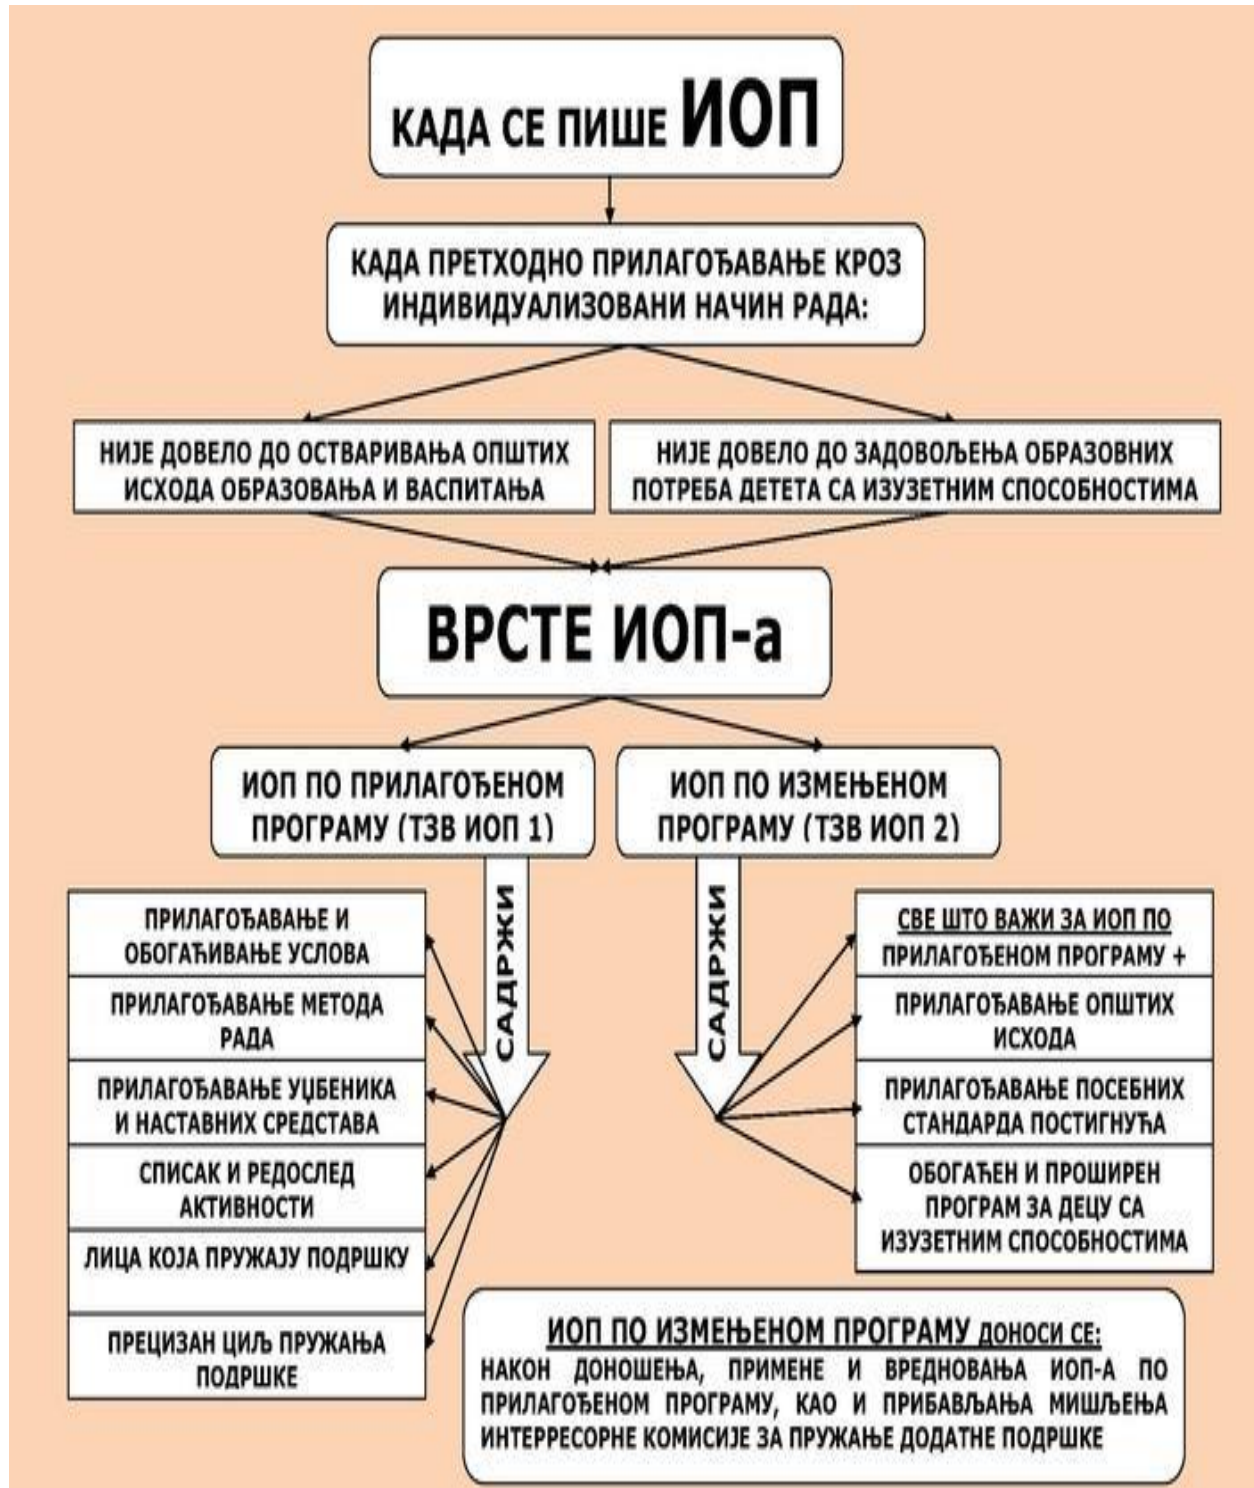 КАДА СЕ ПИШЕ ИОП
КАДА ПРЕТХОДНО ПРИЛАГОЂАВАЊЕ КРОЗ
ИНДИВИДУАЛИЗОВАНИ НАЧИН РАДА:
НИЈЕ ДОВЕЛО ДО ОСТВАРИВАЊА ОПШТИХ
ИСХОДА ОБРАЗОВАЊА И ВАСПИТАЊА
НИЈЕ ДОВЕЛО ДО ЗАДОВОЉЕЊА ОБРАЗОВНИХ
ПОТРЕБА ДЕТЕТА СА ИЗУЗЕТНИМ СПОСОБНОСТИМА
ВРСТЕ ИОП-а
ИОП ПО ПРИЛАГОЂЕНОМ
ПРОГРАМУ (ТЗВ ИОП 1)
ИОП ПО ИЗМЕЊЕНОМ
ПРОГРАМУ (ТЗВ ИОП 2)
САДРЖИ
ПРИЛАГОЂАВАЊЕ И
ОБОГАЋИВАЊЕ УСЛОВА
ПРИЛАГОЂАВАЊЕ МЕТОДА
РАДА
ПРИЛАГОЂАВАЊЕ УЏБЕНИКА
И НАСТАВНИХ СРЕДСТАВА
СПИСАК И РЕДОСЛЕД
АКТИВНОСТИ
ЛИЦА КОЈА ПРУЖАЈУ ПОДРШКУ
ПРЕЦИЗАН ЦИЉ ПРУЖАЊА
ПОДРШКЕ
САДРЖИ
СВЕ ШТО ВАЖИ ЗА ИОП ПО
ПРИЛАГОЂЕНОМ ПРОГРАМУ +
ПРИЛАГОЂАВАЊЕ ОПШТИХ
ИСХОДА
ПРИЛАГОЂАВАЊЕ ПОСЕБНИХ
СТАНДАРДА ПОСТИГНУЋА
ОБОГАЋЕН И ПРОШИРЕН
ПРОГРАМ ЗА ДЕЦУ СА
ИЗУЗЕТНИМ СПОСОБНОСТИМА
ИОП ПО ИЗМЕЊЕНОМ ПРОГРАМУ ДОНОСИ СЕ:
НАКОН ДОНОШЕЊА, ПРИМЕНЕ И ВРЕДНОВАЊА ИОП-А ПО
ПРИЛАГОЂЕНОМ ПРОГРАМУ, КАО И ПРИБАВЉАЊА МИШЉЕЊА
ИНТЕРРЕСОРНЕ КОМИСИЈЕ ЗА ПРУЖАЊЕ ДОДАТНЕ ПОДРШКЕ